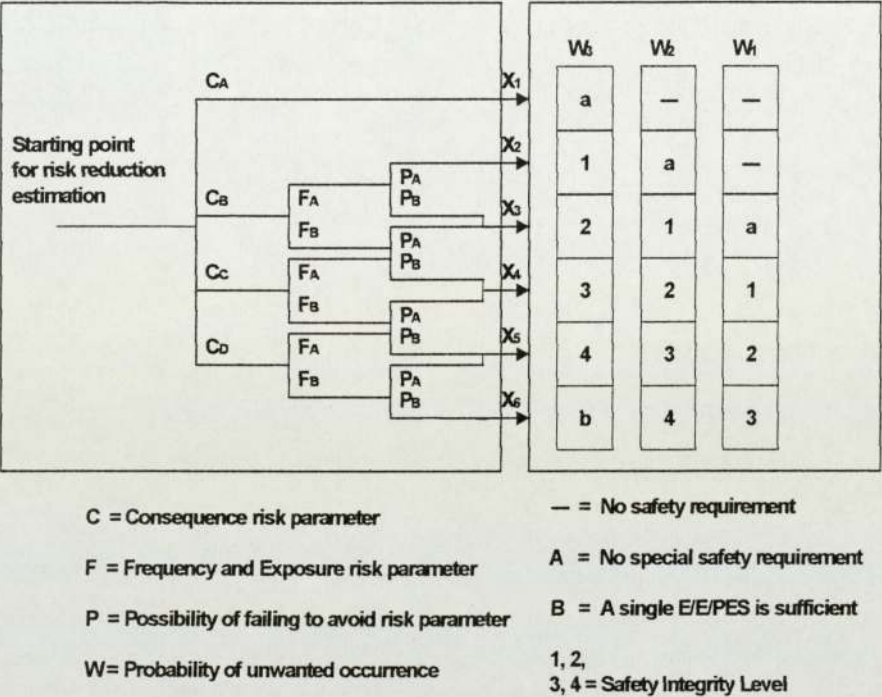 W3 W2 W1
CA X1
a — —
Starting point
for risk reduction
estimation
X2
1 a —
PA
PB
CB FA
X3
2 1 a
FB
PA
PB
CC FA
X4
3 2 1
FB
PA
PB
CD FA
X5
4 3 2
FB
PA
PB
X6
b 4 3
C = Consequence risk parameter
F = Frequency and Exposure risk parameter
P = Possibility of failing to avoid risk parameter
W= Probability of unwanted occurrence
— = No safety requirement
A = No special safety requirement
B = A single E/E/PES is sufficient
1, 2,
3, 4 = Safety Integrity Level